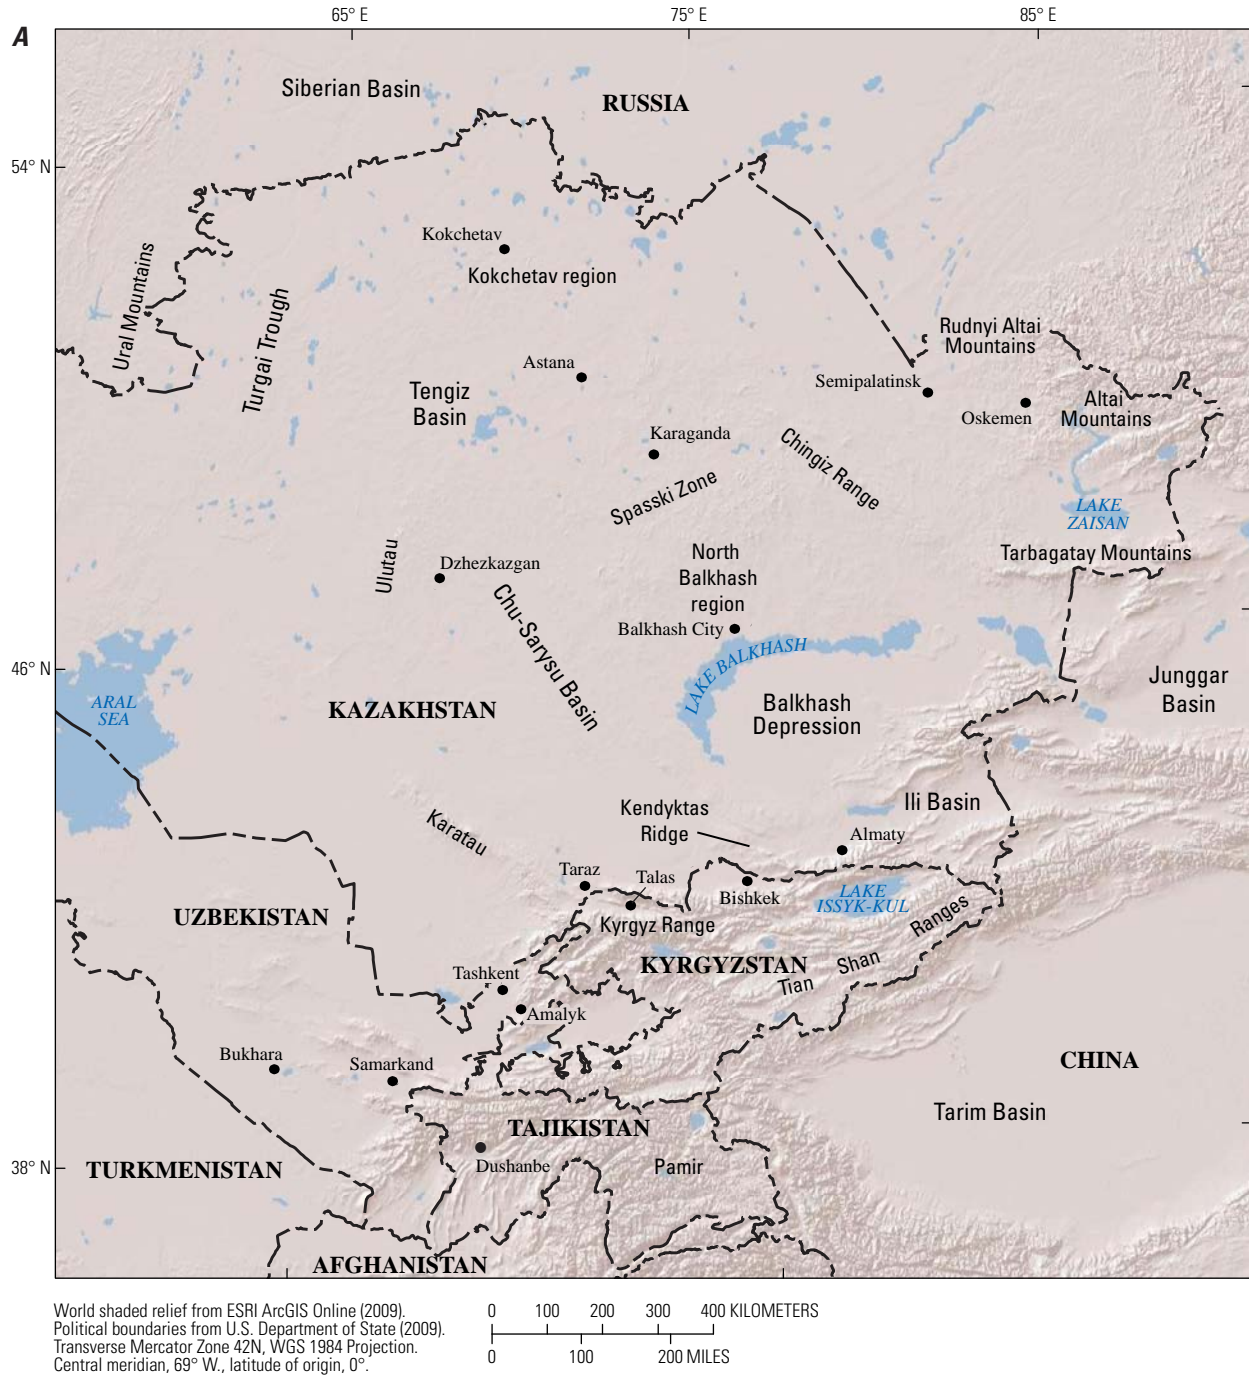 A
65° E
75° E
85° E
Siberian Basin
RUSSIA
54° N
Kokchetav
Kokchetav region
Ural Mountains
Turgai Trough
Rudnyi Altai
Mountains
Astana
Semipalatinsk
Tengiz
Basin
Oskemen
Altai
Mountains
Karaganda
Chingiz Range
Spasski Zone
LAKE
ZAISAN
Ulutau
Dzhezkazgan
North
Balkhash
region
Tarbagatay Mountains
Chu-Sarysu Basin
Balkhash City
LAKE BALKHASH
46° N
Junggar
Basin
ARAL
SEA
KAZAKHSTAN
Balkhash
Depression
Ili Basin
Kendyktas
Ridge
Karatau
Almaty
Taraz
Talas
Bishkek
LAKE
ISSYK-KUL
UZBEKISTAN
Kyrgyz Range
KYRGYZSTAN
Tian Shan Ranges
Tashkent
Amalyk
Bukhara
Samarkand
CHINA
Tarim Basin
TAJIKISTAN
38° N
TURKMENISTAN
Dushanbe
Pamir
AFGHANISTAN
World shaded relief from ESRI ArcGIS Online (2009).
Political boundaries from U.S. Department of State (2009).
Transverse Mercator Zone 42N, WGS 1984 Projection.
Central meridian, 69° W., latitude of origin, 0°.
0 100 200 300 400 KILOMETERS
0 100 200 MILES